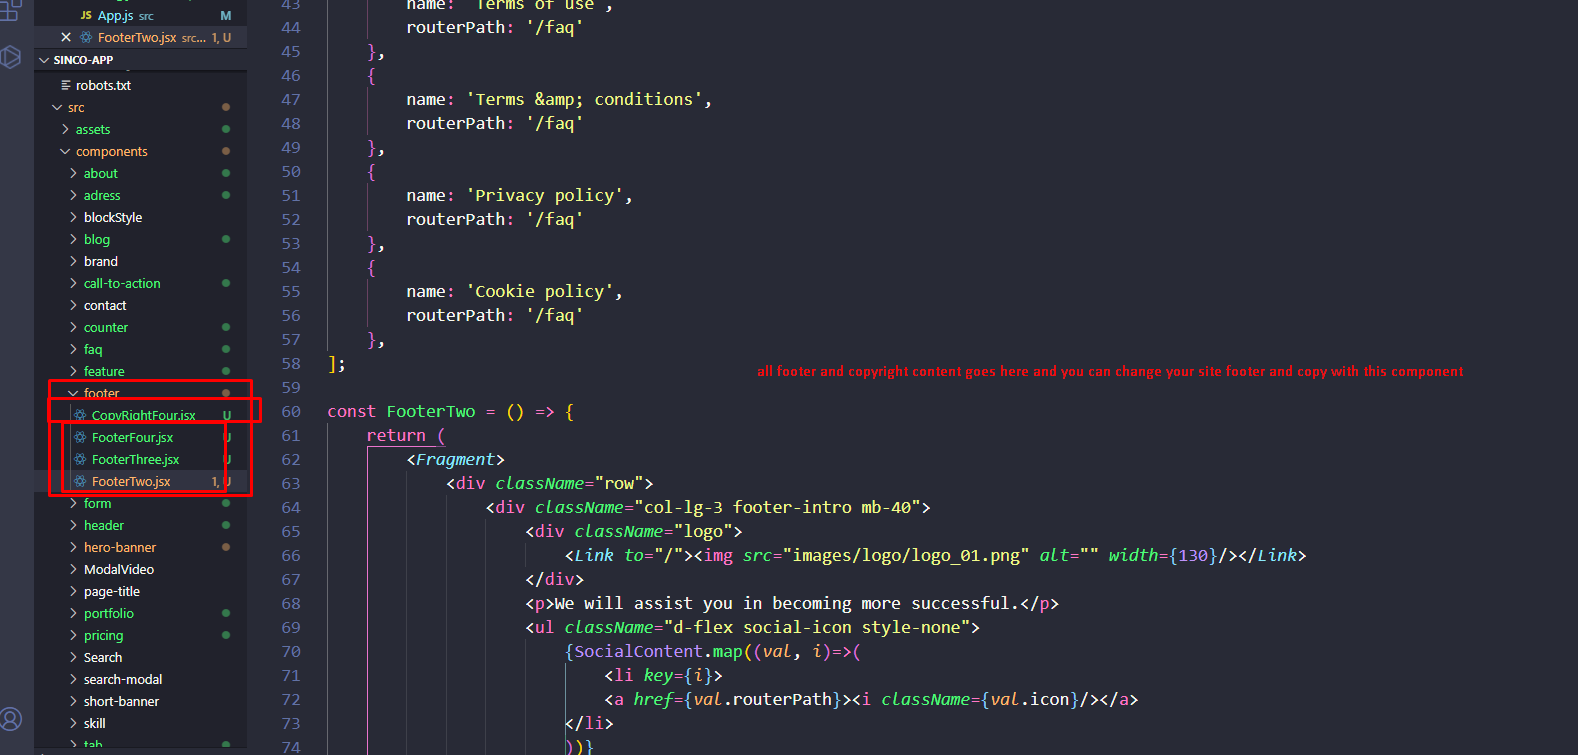 JS App.js src M
FooterTwo.jsx src... 1, U
SINCO-APP
robots.txt
src
assets
components
about
adress
blockStyle
blog
brand
call-to-action
contact
counter
faq
feature
footer
CopyRightFour.jsx U
FooterFour.jsx U
FooterThree.jsx U
FooterTwo.jsx 1, U
form
header
hero-banner
ModalVideo
page-title
portfolio
pricing
Search
search-modal
short-banner
skill
tab
43 name: 'Terms of use',
44 routerPath: '/faq'
45 },
46 {
47 name: 'Terms &amp; conditions',
48 routerPath: '/faq'
49 },
50 {
51 name: 'Privacy policy',
52 routerPath: '/faq'
53 },
54 {
55 name: 'Cookie policy',
56 routerPath: '/faq'
57 },
58 ];
all footer and copyright content goes here and you can change your site footer and copy with this component
59
60 const FooterTwo = () => {
61 return (
62 <Fragment>
63 <div className="row">
64 <div className="col-lg-3 footer-intro mb-40">
65 <div className="logo">
66 <Link to="/"><img src="images/logo/logo_01.png" alt="" width={130}/></Link>
67 </div>
68 <p>We will assist you in becoming more successful.</p>
69 <ul className="d-flex social-icon style-none">
70 {SocialContent.map((val, i)=>(
71 <li key={i}>
72 <a href={val.routerPath}><i className={val.icon}/></a>
73 </li>
74 ))}